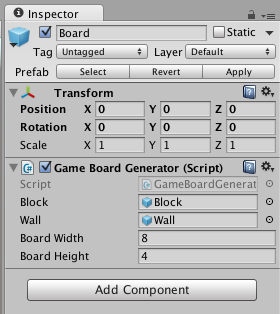 Inspector
Board Static
Tag Untagged Layer Default
Prefab Select Revert Apply
Transform
Position X 0 Y 0 Z 0
Rotation X 0 Y 0 Z 0
Scale X 1 Y 1 Z 1
C# Game Board Generator (Script)
Script GameBoardGenerat
Block Block
Wall Wall
Board Width 8
Board Height 4
Add Component